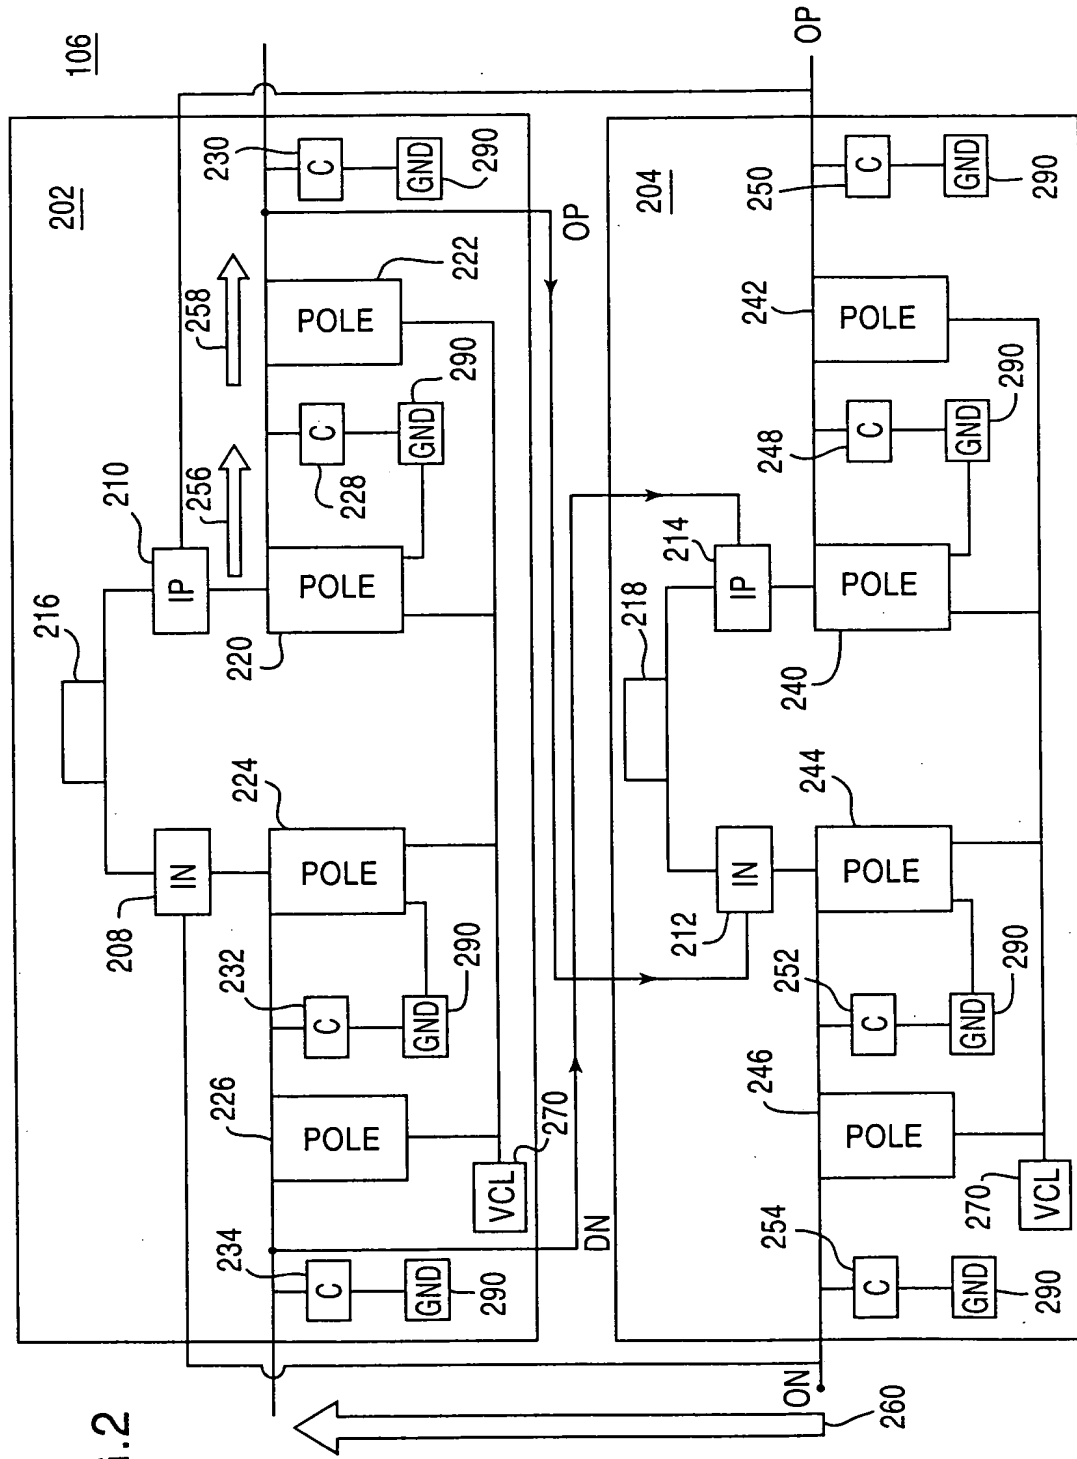 .2
106
202
216
208
IN
210
IP
234
226
232
224
220
256
258
230
C
POLE
C
POLE
POLE
C
228
POLE
222
C
GND
290
GND
290
GND
290
GND
290
VCL
270
DN
OP
204
218
212
IN
214
IP
ON
254
246
252
244
240
248
242
250
OP
C
POLE
C
POLE
POLE
C
POLE
C
260
GND
290
GND
290
GND
290
GND
290
VCL
270